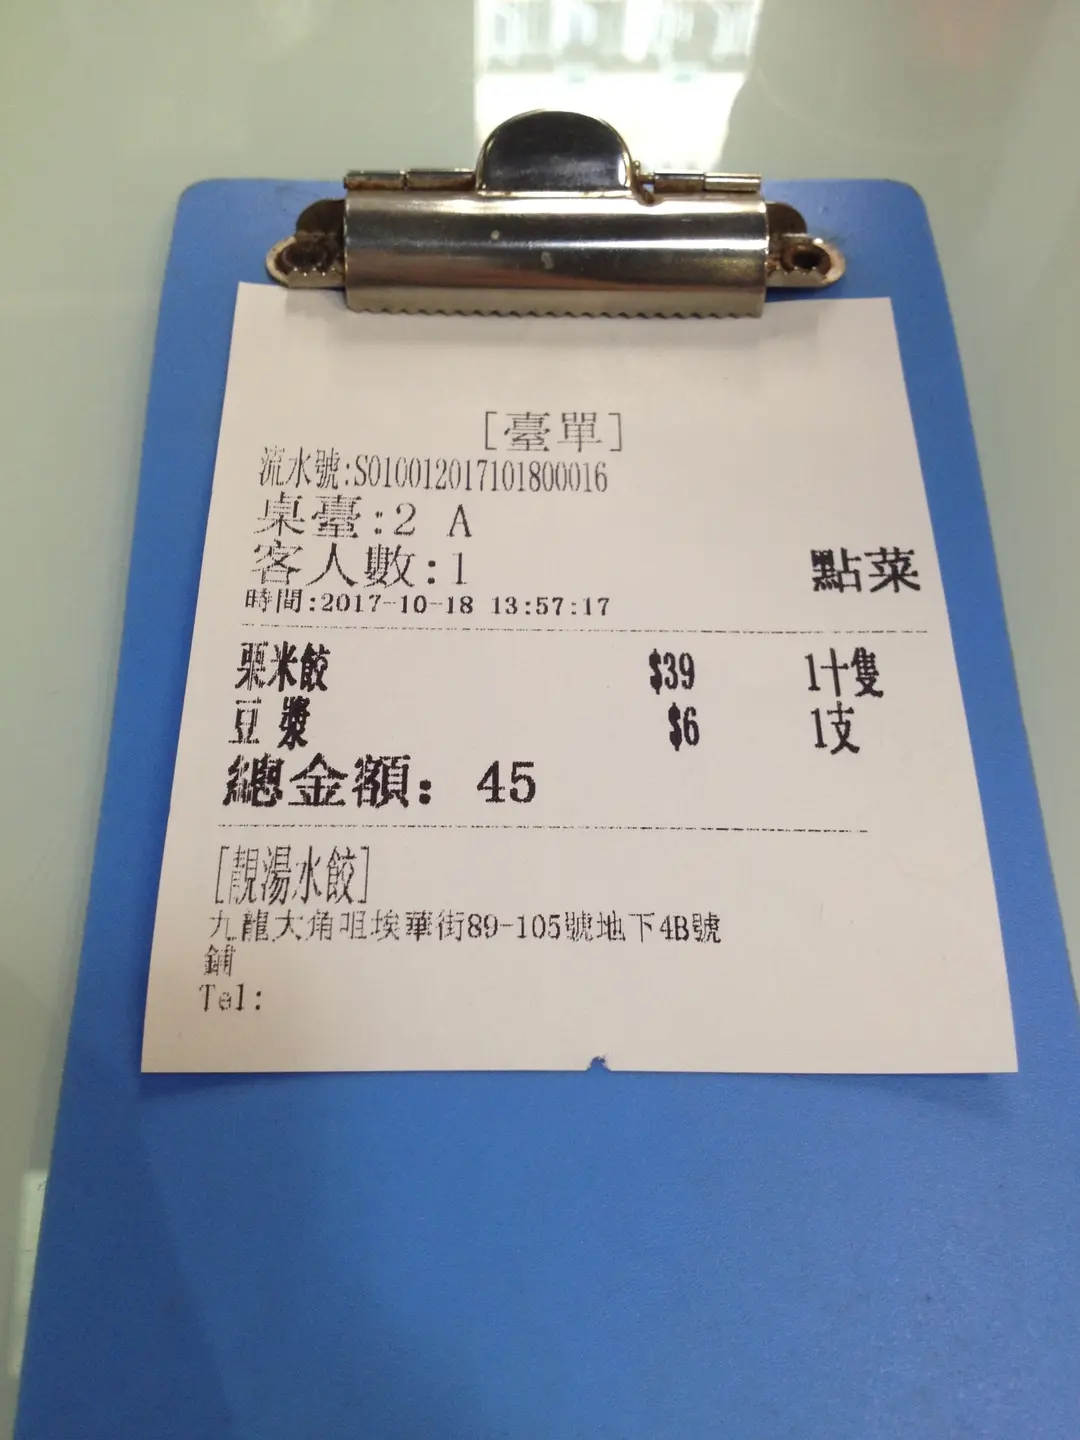 [臺單]
流水號:S010012017101800016
桌臺:2 A
客人數:1
點菜
時間:2017-10-18 13:57:17
粟米餃 $39 1十隻
豆 漿 $6 1支
總金額: 45
[靚湯水餃]
九龍大角咀埃華街89-105號地下4B號
鋪
Tel: